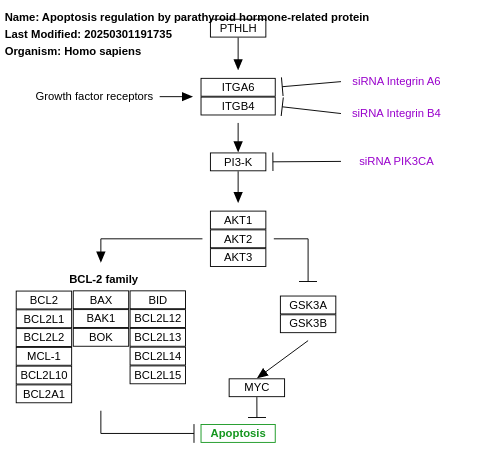 Name: Apoptosis regulation by parathyroid hormone-related protein
PTHLH
Last Modified: 20250301191735
Organism: Homo sapiens
ITGA6
siRNA Integrin A6
Growth factor receptors
ITGB4
siRNA Integrin B4
PI3-K
siRNA PIK3CA
AKT1
AKT2
AKT3
BCL-2 family
BCL2 BAX BID
BCL2L1 BAK1 BCL2L12
BCL2L2 BOK BCL2L13
MCL-1 BCL2L14
BCL2L10 BCL2L15
BCL2A1
GSK3A
GSK3B
MYC
Apoptosis